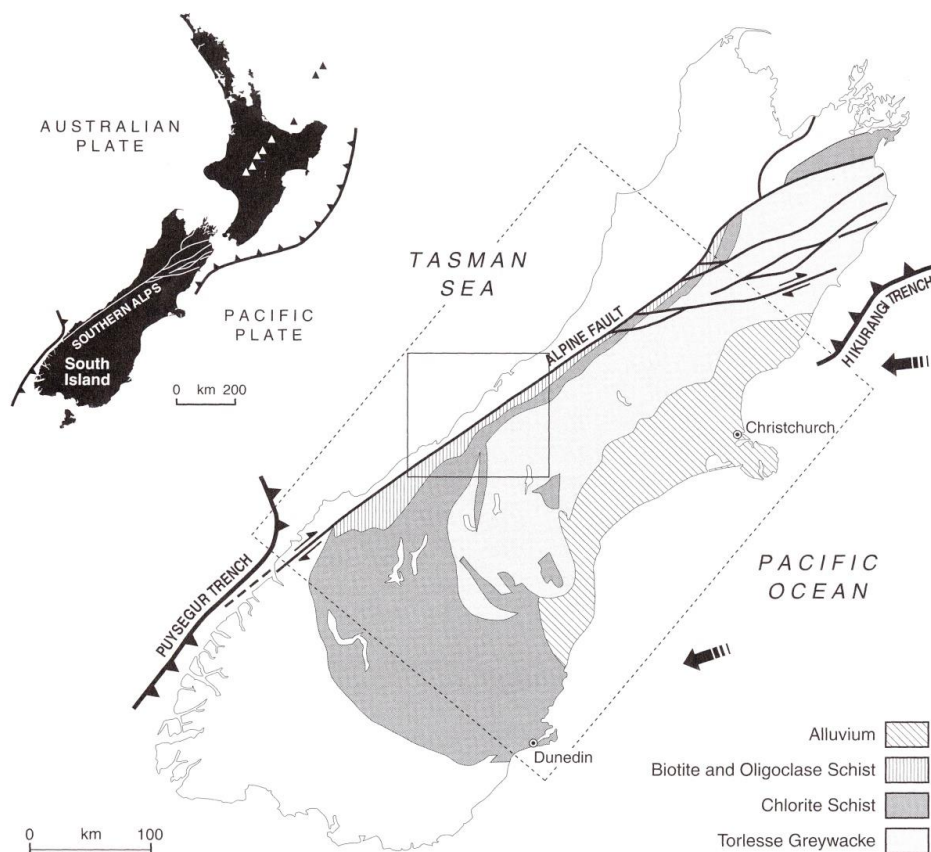 AUSTRALIAN
PLATE
SOUTHERN ALPS
South
Island
PACIFIC
PLATE
0 km 200
TASMAN
SEA
ALPINE FAULT
HIKURANGI TRENCH
Christchurch
PUYSEGUR TRENCH
PACIFIC
OCEAN
Dunedin
Alluvium
Biotite and Oligoclase Schist
Chlorite Schist
Torlesse Greywacke
0 km 100